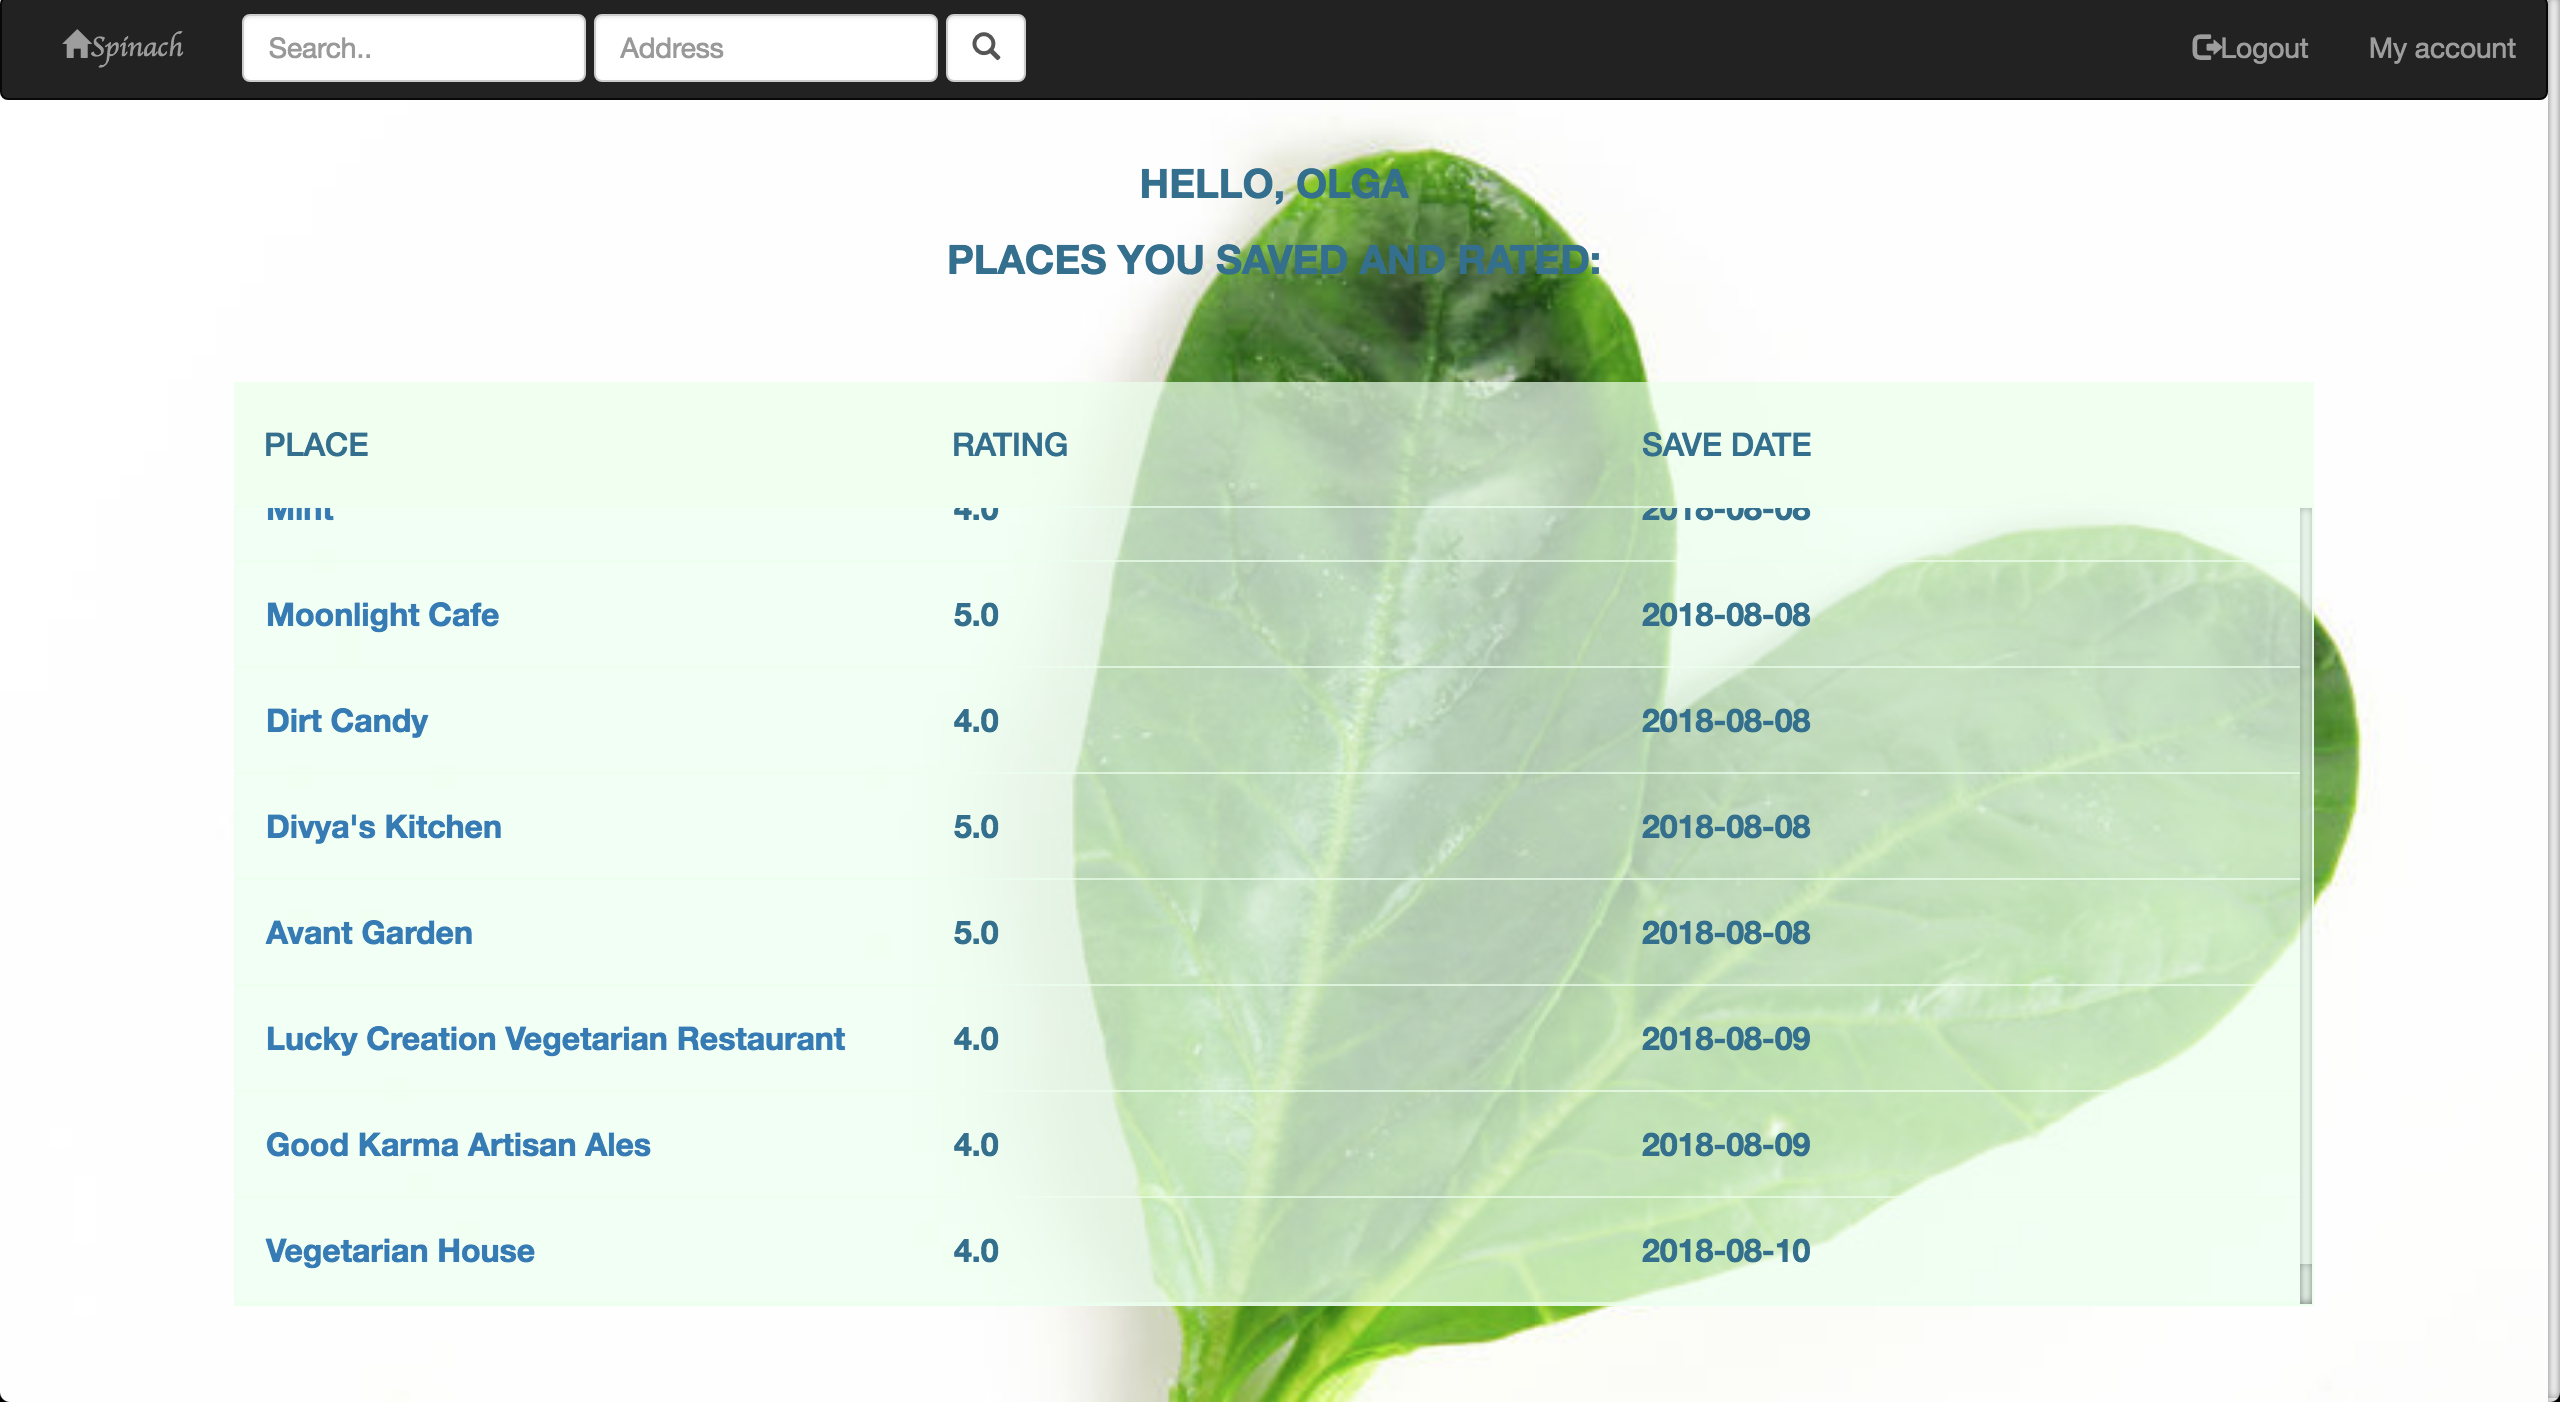 Spinach Search.. Address Logout My account
HELLO, OLGA
PLACES YOU SAVED AND RATED:
PLACE RATING SAVE DATE
Mint 4.0 2018-08-08
Moonlight Cafe 5.0 2018-08-08
Dirt Candy 4.0 2018-08-08
Divya's Kitchen 5.0 2018-08-08
Avant Garden 5.0 2018-08-08
Lucky Creation Vegetarian Restaurant 4.0 2018-08-09
Good Karma Artisan Ales 4.0 2018-08-09
Vegetarian House 4.0 2018-08-10